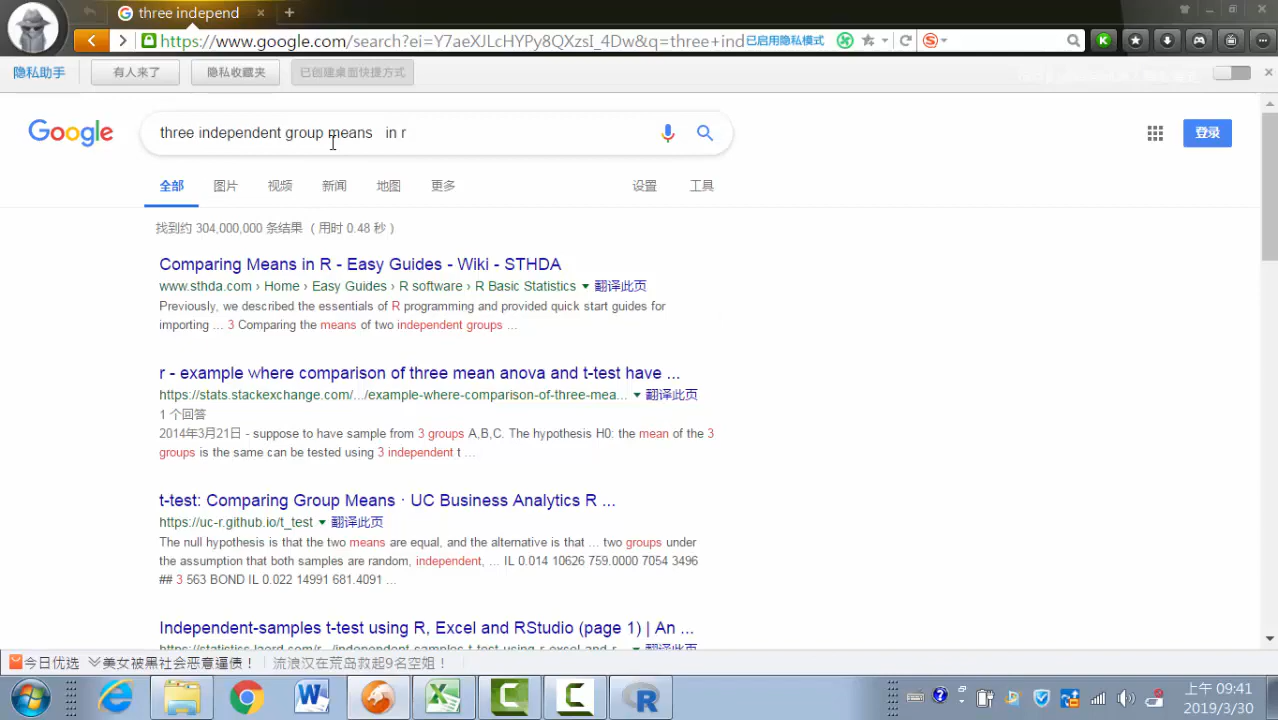 three independ
https://www.google.com/search?ei=Y7aeXJLcHYPy8QXzsI_4Dw&q=three+ind
已启用隐私模式
隐私助手
有人来了
隐私收藏夹
已创建桌面快捷方式
Google
three independent group means in r
登录
全部
图片
视频
新闻
地图
更多
设置
工具
找到约 304,000,000 条结果 （用时 0.48 秒）
Comparing Means in R - Easy Guides - Wiki - STHDA
www.sthda.com › Home › Easy Guides › R software › R Basic Statistics ▼ 翻译此页
Previously, we described the essentials of R programming and provided quick start guides for
importing ... 3 Comparing the means of two independent groups ...
r - example where comparison of three mean anova and t-test have ...
https://stats.stackexchange.com/.../example-where-comparison-of-three-mea... ▼ 翻译此页
1 个回答
2014年3月21日 - suppose to have sample from 3 groups A,B,C. The hypothesis H0: the mean of the 3
groups is the same can be tested using 3 independent t ...
t-test: Comparing Group Means · UC Business Analytics R ...
https://uc-r.github.io/t_test ▼ 翻译此页
The null hypothesis is that the two means are equal, and the alternative is that ... two groups under
the assumption that both samples are random, independent, ... IL 0.014 10626 759.0000 7054 3496
## 3 563 BOND IL 0.022 14991 681.4091 ...
Independent-samples t-test using R, Excel and RStudio (page 1) | An ...
https://statistics.laerd.com/r.../independent-samples-t-test-using-r-excel-and-r... ▼ 翻译此页
今日优选
美女被黑社会恶意逼债！
流浪汉在荒岛救起9名空姐！
上午 09:41
2019/3/30